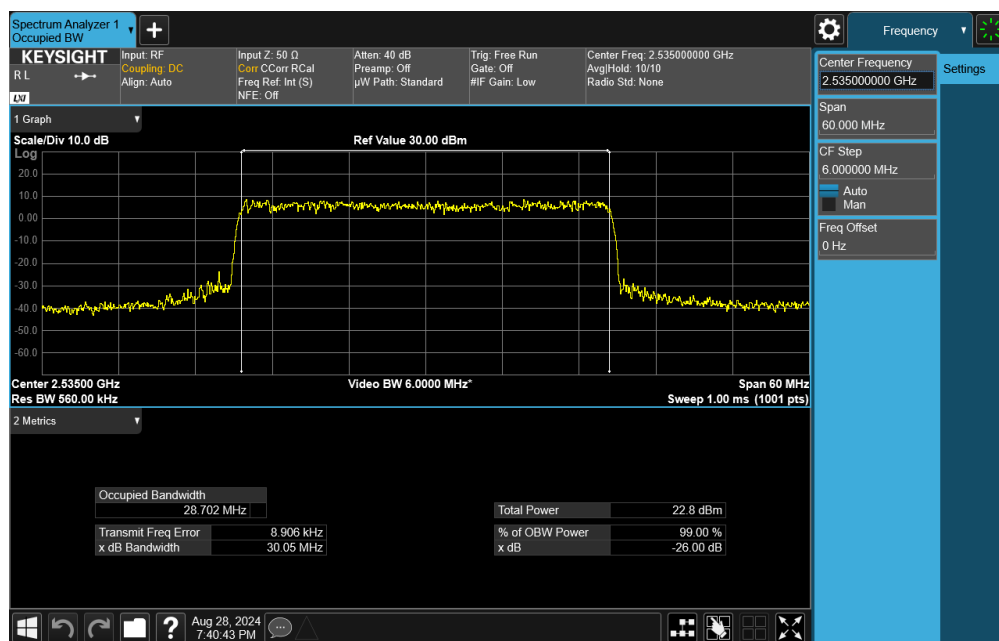 Spectrum Analyzer 1
Occupied BW
Frequency
KEYSIGHT
R L
LXI
Input: RF
Coupling: DC
Align: Auto
Input Z: 50 Ω
Corr CCorr RCal
Freq Ref: Int (S)
NFE: Off
Atten: 40 dB
Preamp: Off
µW Path: Standard
Trig: Free Run
Gate: Off
#IF Gain: Low
Center Freq: 2.535000000 GHz
Avg|Hold: 10/10
Radio Std: None
Center Frequency
2.535000000 GHz
Settings
Span
60.000 MHz
CF Step
6.000000 MHz
Auto
Man
Freq Offset
0 Hz
1 Graph
Scale/Div 10.0 dB
Ref Value 30.00 dBm
Log
20.0
10.0
0.00
-10.0
-20.0
-30.0
-40.0
-50.0
-60.0
Center 2.53500 GHz
Video BW 6.0000 MHz*
Span 60 MHz
Res BW 560.00 kHz
Sweep 1.00 ms (1001 pts)
2 Metrics
Occupied Bandwidth
28.702 MHz
Total Power 22.8 dBm
Transmit Freq Error 8.906 kHz
% of OBW Power 99.00 %
x dB Bandwidth 30.05 MHz
x dB -26.00 dB
?
Aug 28, 2024
7:40:43 PM